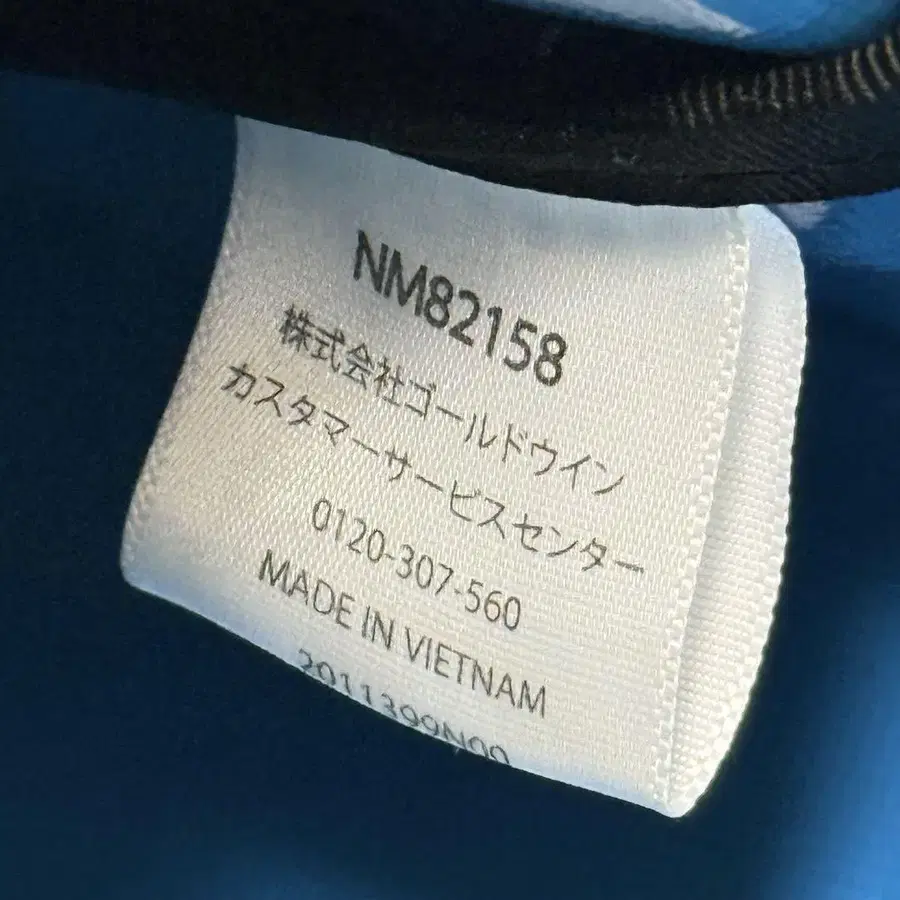 NM82158
株式会社ゴールドウイン
カスタマーサービスセンター
0120-307-560
MADE IN VIETNAM
2011399N00